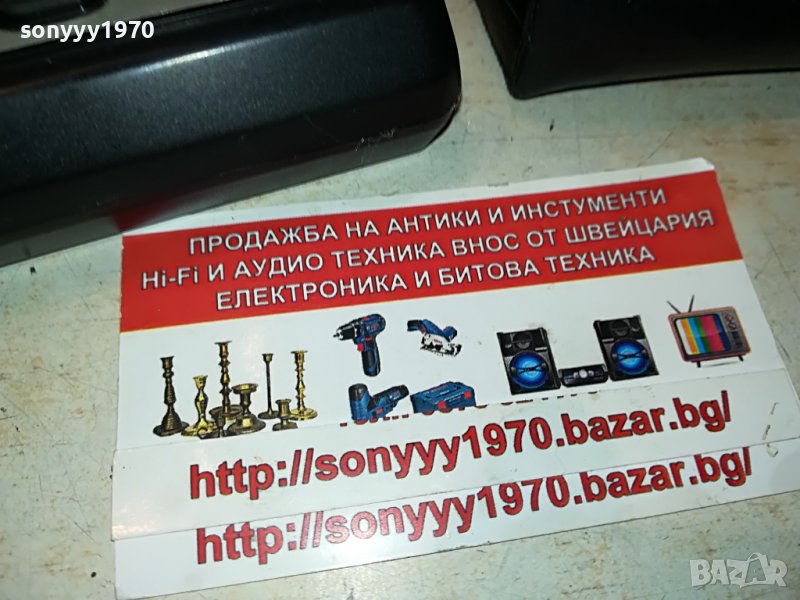 sonyyy1970
ПРОДАЖБА НА АНТИКИ И ИНСТУМЕНТИ
Hi-Fi И АУДИО ТЕХНИКА ВНОС ОТ ШВЕЙЦАРИЯ
ЕЛЕКТРОНИКА И БИТОВА ТЕХНИКА
http://sonyyy1970.bazar.bg/
http://sonyyy1970.bazar.bg/
BAZAR